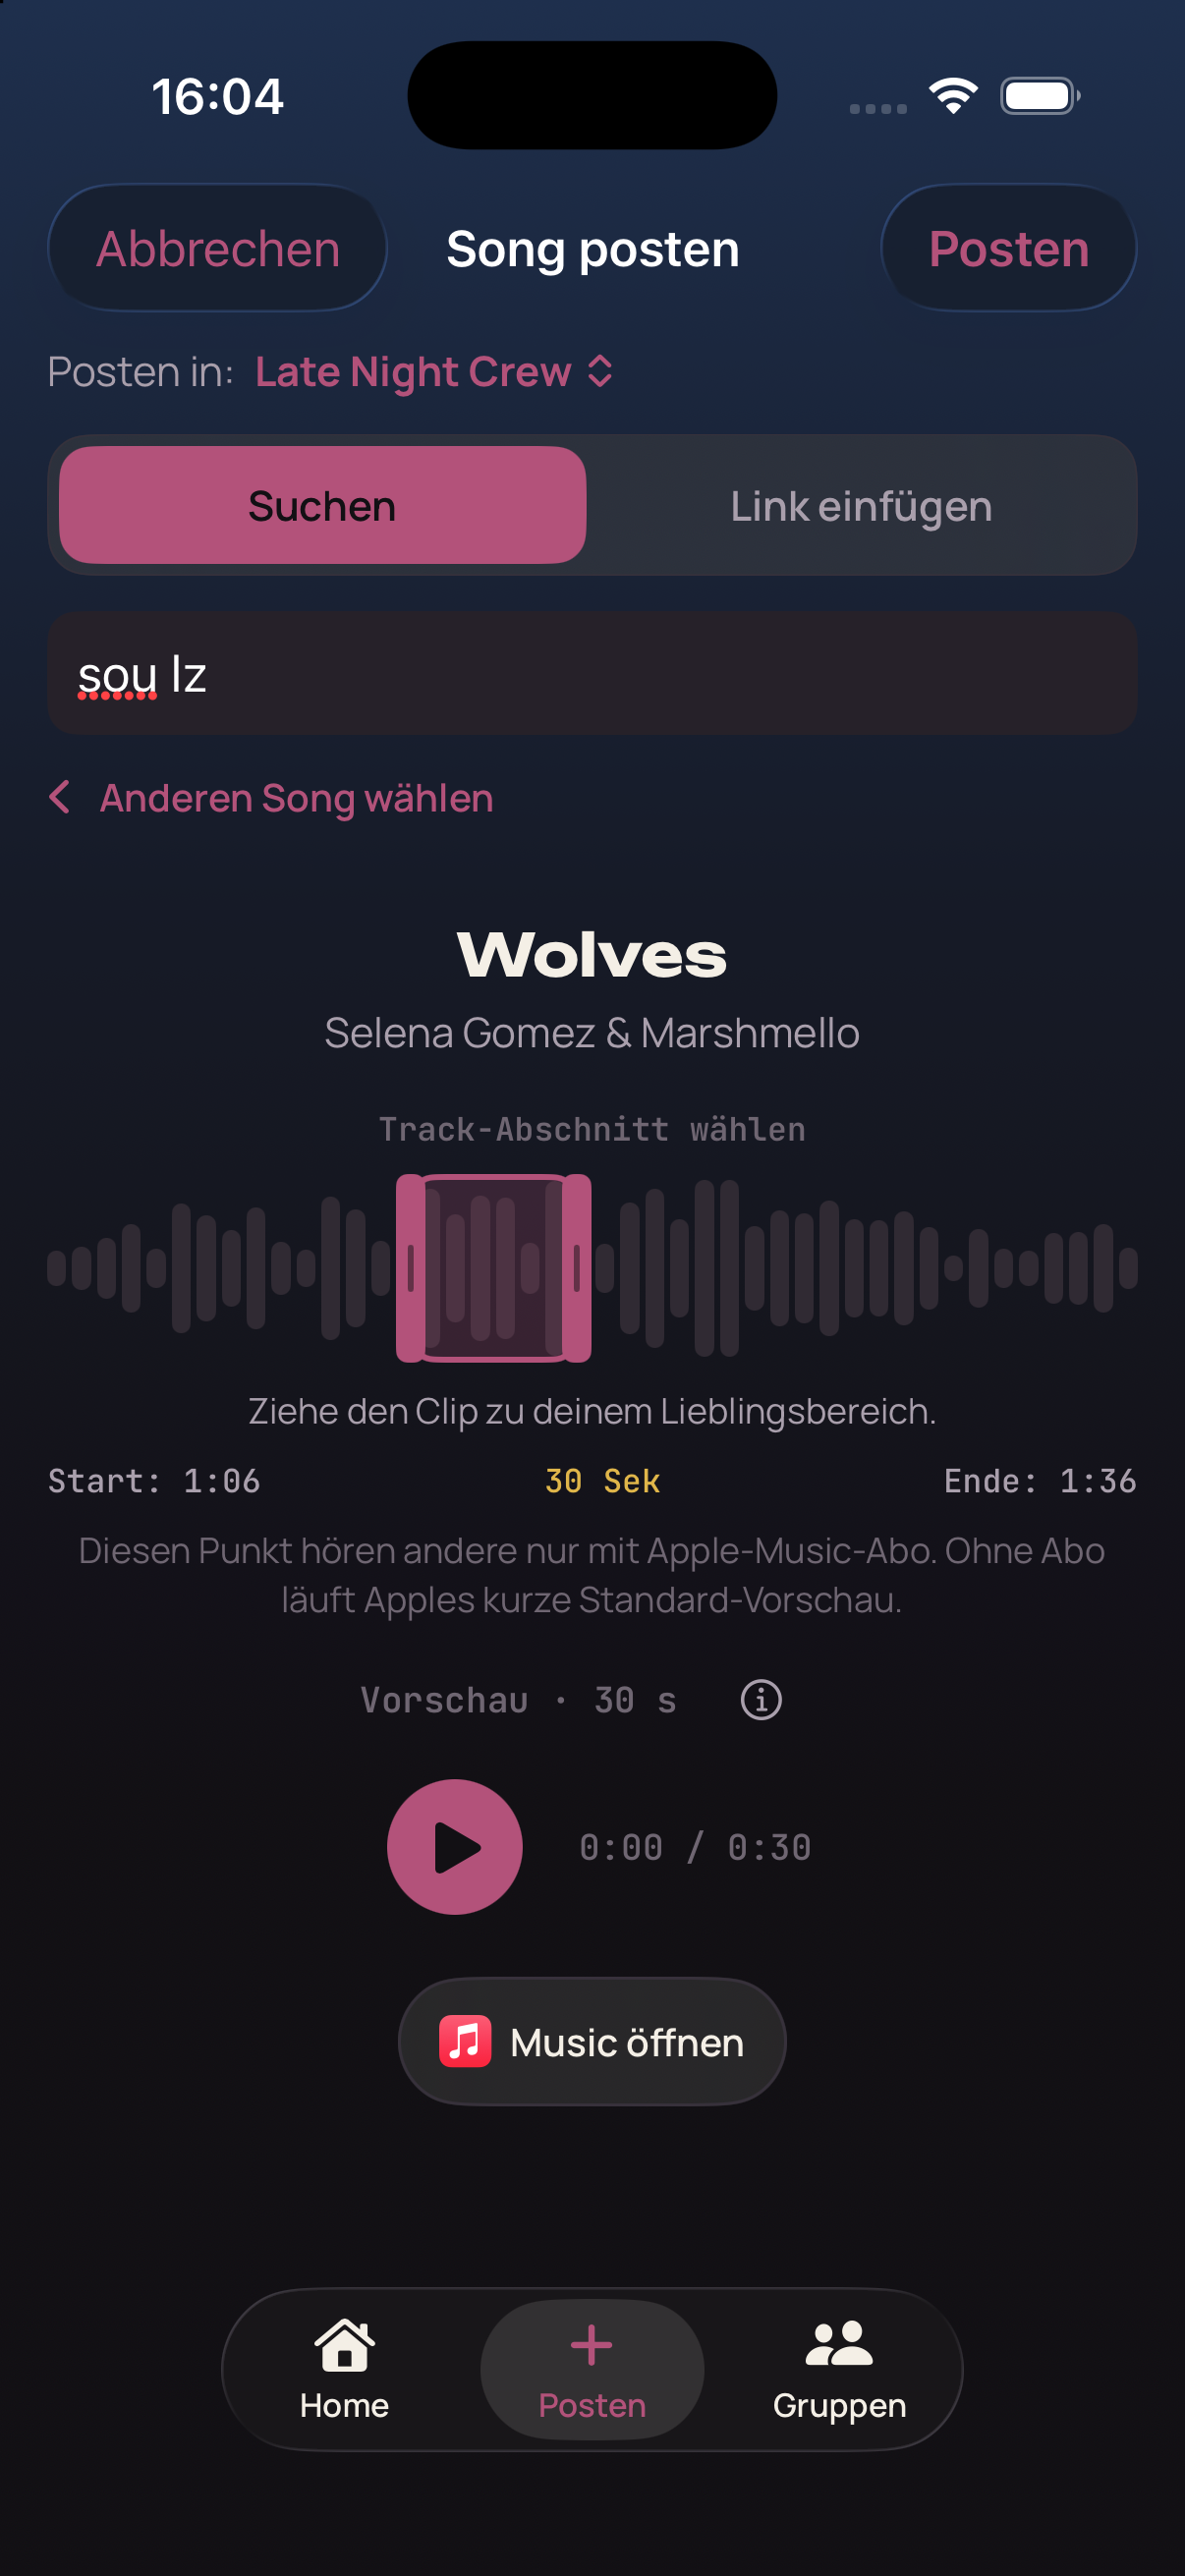 16:04
Abbrechen
Song posten
Posten
Posten in: Late Night Crew
Suchen
Link einfügen
sou lz
Anderen Song wählen
Wolves
Selena Gomez & Marshmello
Track-Abschnitt wählen
Ziehe den Clip zu deinem Lieblingsbereich.
Start: 1:06
30 Sek
Ende: 1:36
Diesen Punkt hören andere nur mit Apple-Music-Abo. Ohne Abo
läuft Apples kurze Standard-Vorschau.
Vorschau · 30 s
0:00 / 0:30
Music öffnen
Home
Posten
Gruppen